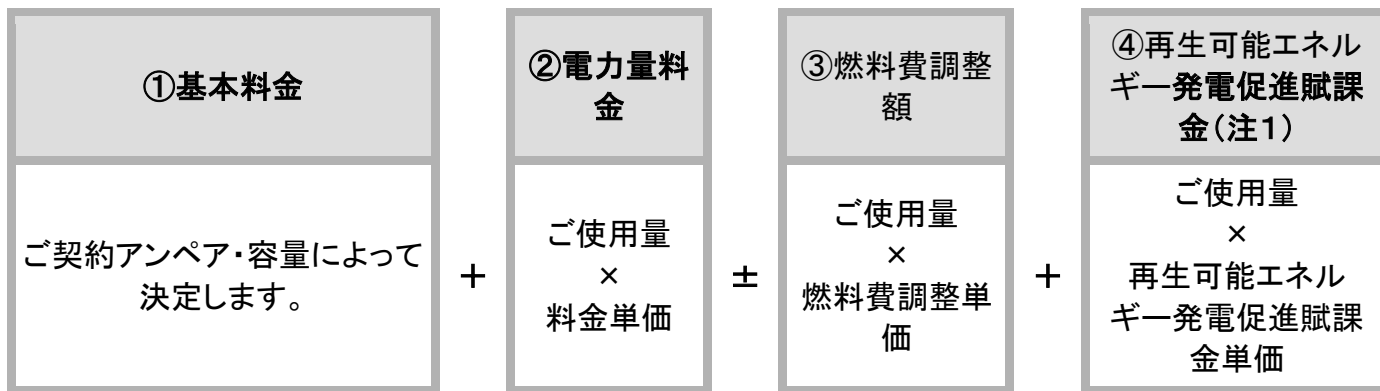 ①基本料金
ご契約アンペア・容量によって
決定します。
＋
②電力量料
金
ご使用量
×
料金単価
±
③燃料費調整
額
ご使用量
×
燃料費調整単
価
＋
④再生可能エネル
ギー発電促進賦課
金（注１）
ご使用量
×
再生可能エネル
ギー発電促進賦課
金単価